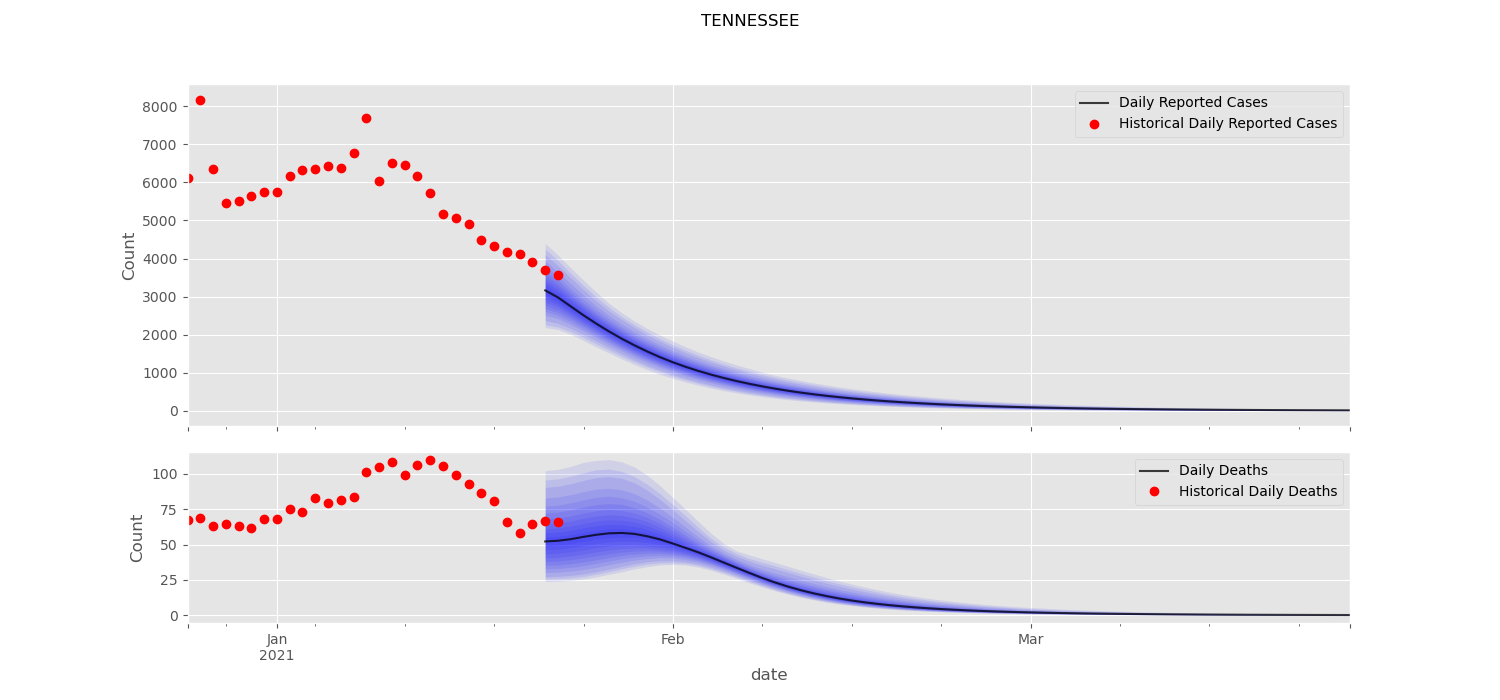 TENNESSEE
8000
7000
6000
5000
4000
3000
2000
1000
0
Count
Daily Reported Cases
Historical Daily Reported Cases
100
75
50
25
0
Count
Daily Deaths
Historical Daily Deaths
Jan
2021
Feb
Mar
date